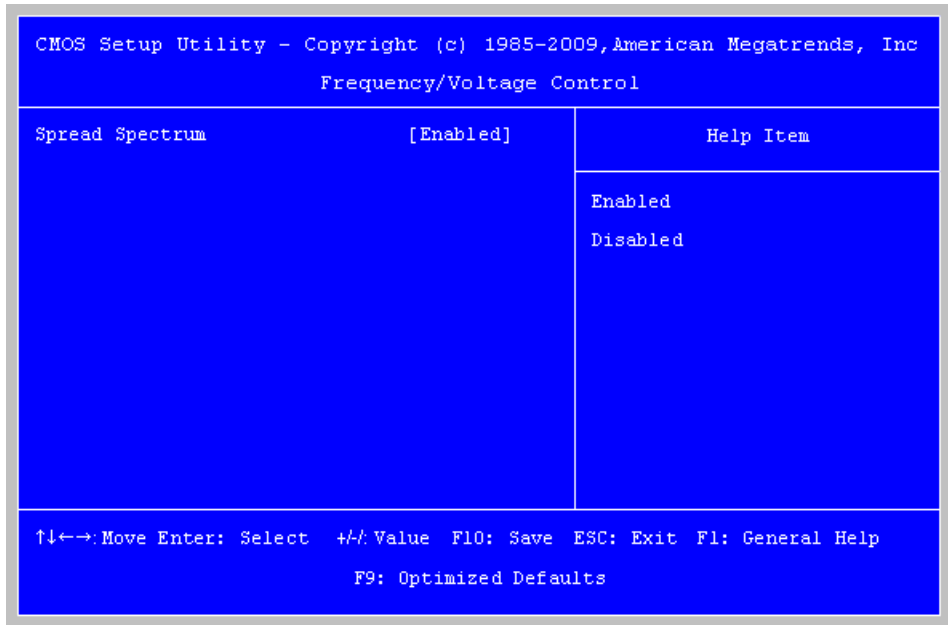 CMOS Setup Utility - Copyright (c) 1985-2009,American Megatrends, Inc
Frequency/Voltage Control
Spread Spectrum [Enabled]
Help Item
Enabled
Disabled
↑↓←→:Move Enter: Select +/-/:Value F10: Save ESC: Exit F1: General Help
F9: Optimized Defaults